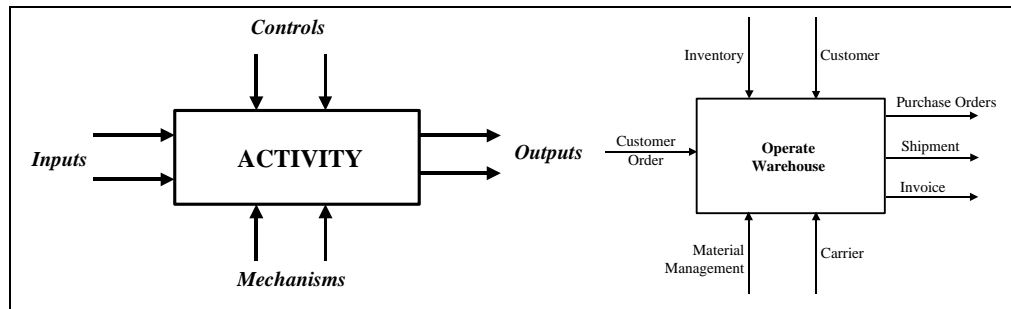 Controls
Inputs
ACTIVITY
Outputs
Mechanisms
Inventory
Customer
Customer
Order
Operate
Warehouse
Purchase Orders
Shipment
Invoice
Material
Management
Carrier